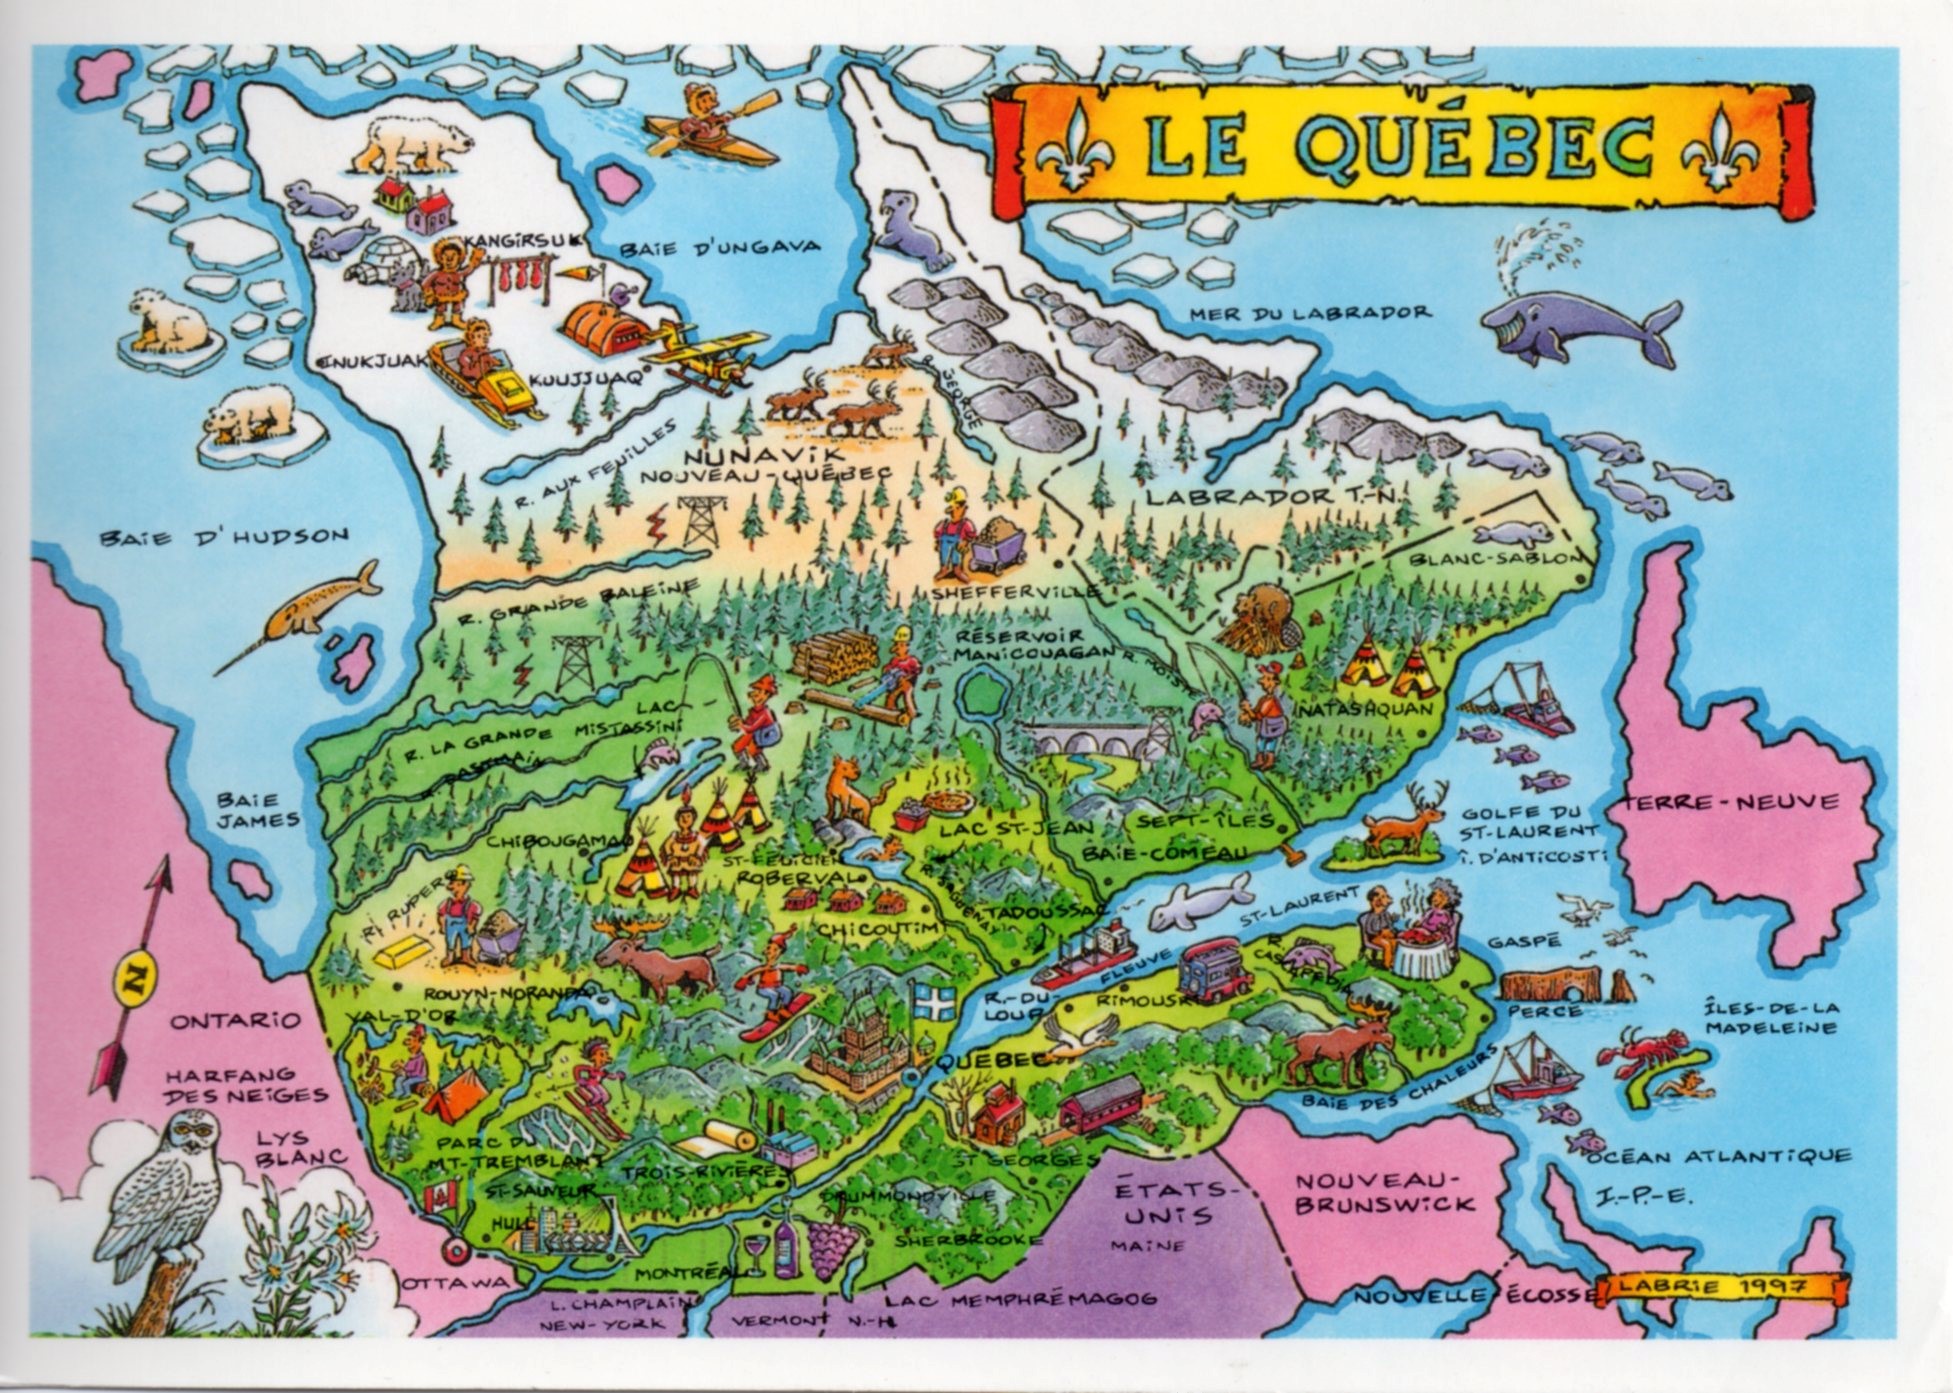 LE QUÉBEC
KANGIRSUK
BAIE D'UNGAVA
MER DU LABRADOR
INUKJUAK
KUUJJUAQ
R. GEORGE
R. AUX FEUILLES
NUNAVIK
NOUVEAU-QUÉBEC
LABRADOR T.-N.
BAIE D'HUDSON
BLANC-SABLON
R. GRANDE BALEINE
SHEFFERVILLE
RÉSERVOIR
MANICOUAGAN
R. MOISIE
LAC
MISTASSINI
NATASHQUAN
R. LA GRANDE
EASTMAIN
BAIE
JAMES
TERRE-NEUVE
GOLFE DU
ST-LAURENT
Î. D'ANTICOSTI
CHIBOUGAMAU
LAC ST-JEAN
SEPT-ÎLES
BAIE-COMEAU
ST-FÉLICIEN
ROBERVAL
R. SAGUENAY
R. RUPERT
TADOUSSAC
CHICOUTIMI
FLEUVE
ST-LAURENT
R. CASCAPÉDIA
GASPÉ
N
ROUYN-NORANDA
VAL-D'OR
R.-DU-
LOUP
RIMOUSKI
PERCÉ
ÎLES-DE-LA
MADELEINE
ONTARIO
QUÉBEC
HARFANG
DES NEIGES
BAIE DES CHALEURS
LYS
BLANC
PARC DU
MT-TREMBLANT
TROIS-RIVIÈRES
ST GEORGES
OCÉAN ATLANTIQUE
ST-SAUVEUR
DRUMMONDVILLE
ÉTATS-
UNIS
MAINE
NOUVEAU-
BRUNSWICK
I.-P.-E.
HULL
SHERBROOKE
OTTAWA
MONTRÉAL
L. CHAMPLAIN
NEW-YORK
VERMONT
N.-H.
LAC MEMPHRÉMAGOG
NOUVELLE-ÉCOSSE
LABRIE 1997